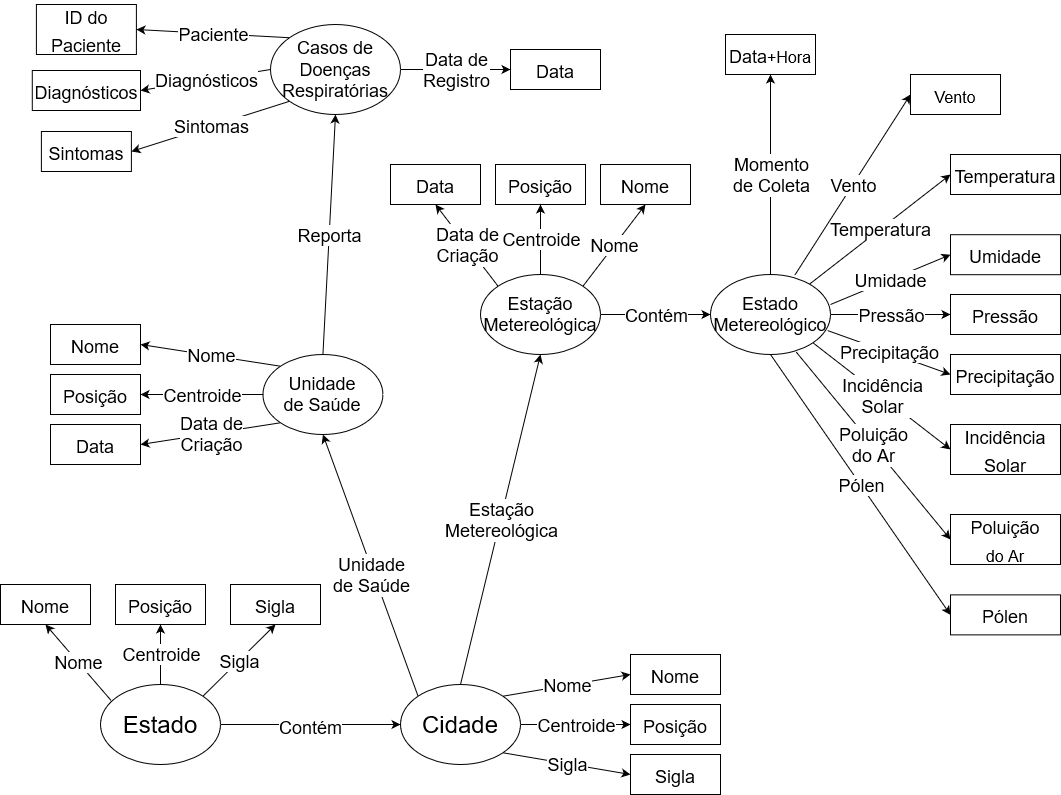 ID do
Paciente
Paciente
Casos de
Doenças
Respiratórias
Diagnósticos
Diagnósticos
Sintomas
Sintomas
Data de
Registro
Data
Reporta
Data
Posição
Nome
Data de
Criação
Centroide
Nome
Estação
Metereológica
Contém
Data+Hora
Momento
de Coleta
Vento
Vento
Temperatura
Temperatura
Umidade
Umidade
Estado
Metereológico
Pressão
Pressão
Precipitação
Precipitação
Incidência
Solar
Incidência
Solar
Poluição
do Ar
Poluição
do Ar
Pólen
Pólen
Nome
Nome
Posição
Centroide
Data
Data de
Criação
Unidade
de Saúde
Estação
Metereológica
Unidade
de Saúde
Nome
Posição
Sigla
Nome
Centroide
Sigla
Estado
Contém
Cidade
Nome
Nome
Centroide
Posição
Sigla
Sigla